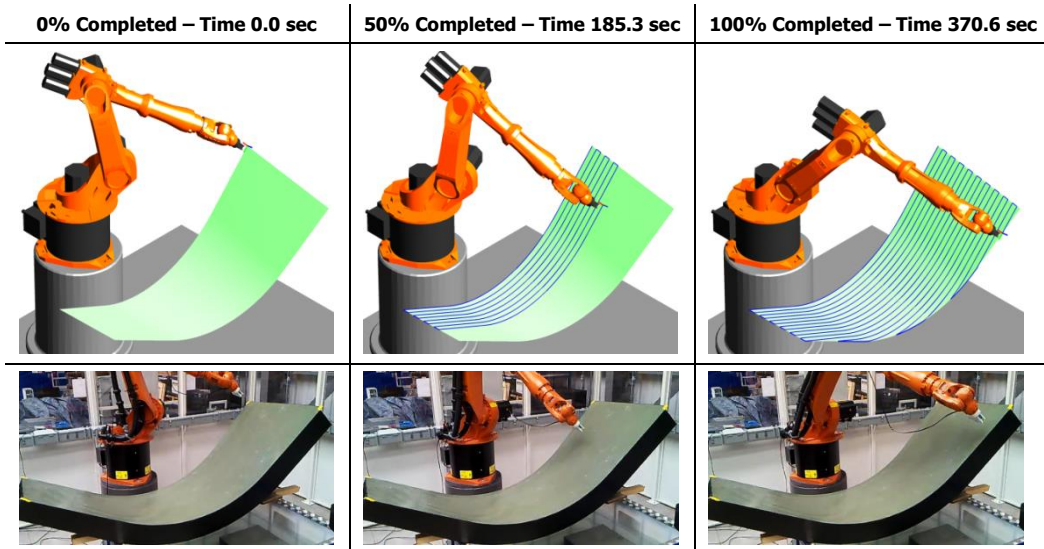 0% Completed – Time 0.0 sec
50% Completed – Time 185.3 sec
100% Completed – Time 370.6 sec